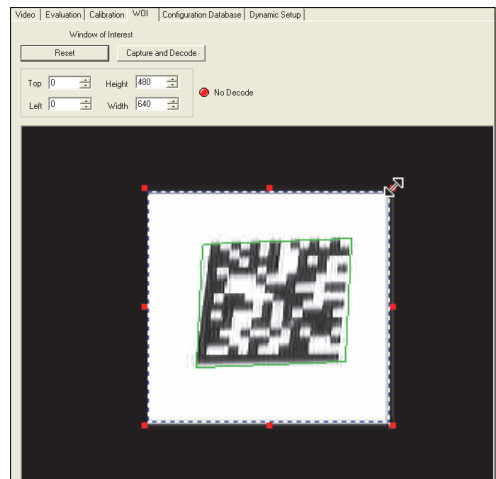 Video Evaluation Calibration WOI Configuration Database Dynamic Setup
Window of Interest
Reset Capture and Decode
Top 0 Height 480
Left 0 Width 640
No Decode